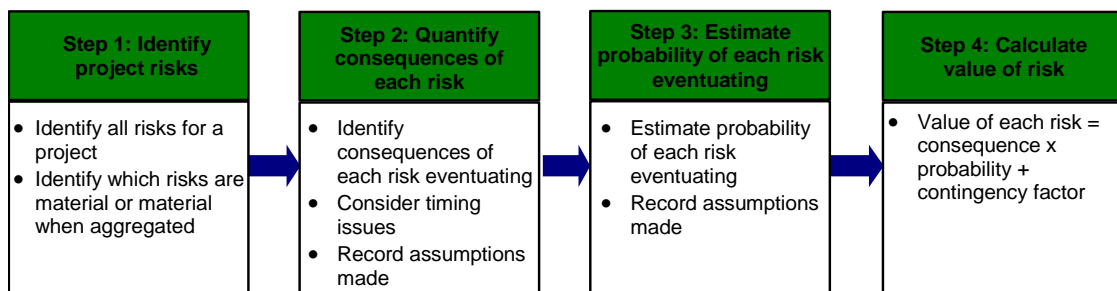 Step 1: Identify
project risks
• Identify all risks for a
project
• Identify which risks are
material or material
when aggregated
Step 2: Quantify
consequences of
each risk
• Identify
consequences of
each risk eventuating
• Consider timing
issues
• Record assumptions
made
Step 3: Estimate
probability of each risk
eventuating
• Estimate probability
of each risk
eventuating
• Record assumptions
made
Step 4: Calculate
value of risk
• Value of each risk =
consequence x
probability +
contingency factor